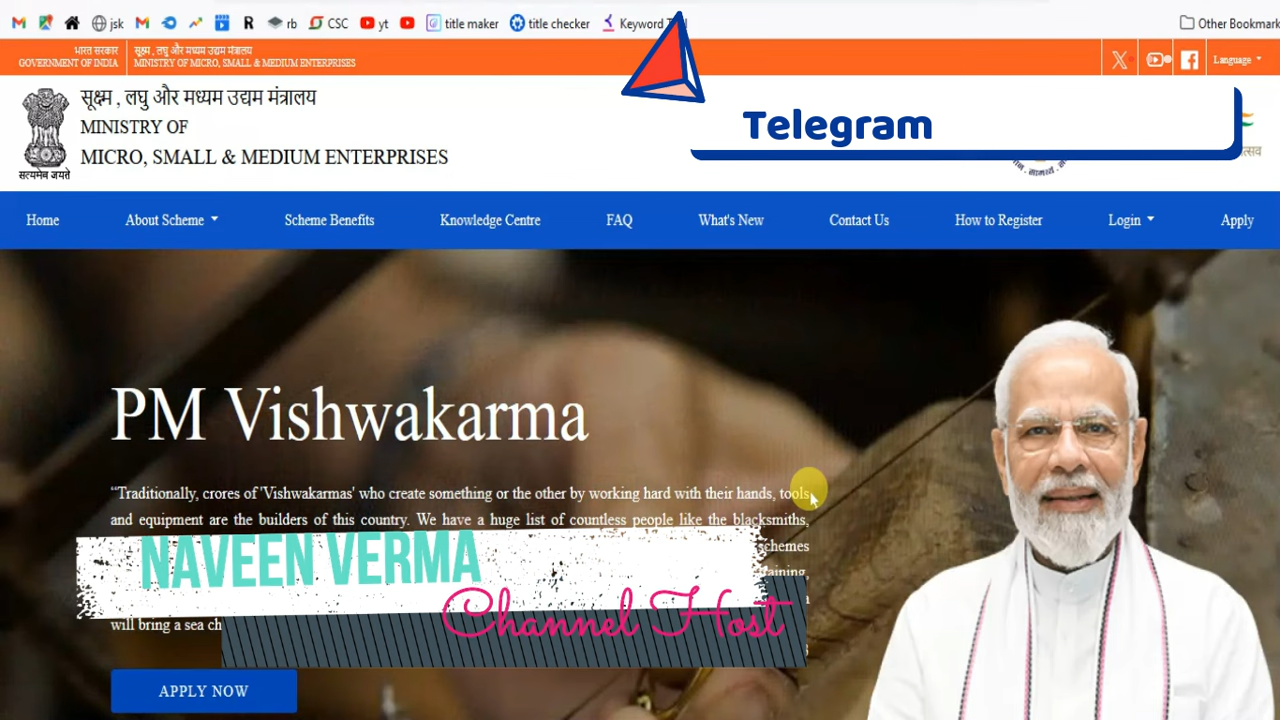 jsk
rb
CSC
yt
title maker
title checker
Keyword
Other Bookmark
भारत सरकार
GOVERNMENT OF INDIA
सूक्ष्म , लघु और मध्यम उद्यम मंत्रालय
MINISTRY OF MICRO, SMALL & MEDIUM ENTERPRISES
Language
सूक्ष्म , लघु और मध्यम उद्यम मंत्रालय
MINISTRY OF
MICRO, SMALL & MEDIUM ENTERPRISES
सत्यमेव जयते
Telegram
Home
About Scheme
Scheme Benefits
Knowledge Centre
FAQ
What's New
Contact Us
How to Register
Login
Apply
PM Vishwakarma
“Traditionally, crores of 'Vishwakarmas' who create something or the other by working hard with their hands, tools
and equipment are the builders of this country. We have a huge list of countless people like the blacksmiths,
schemes
training,
will bring a sea
NAVEEN VERMA
Channel Host
APPLY NOW